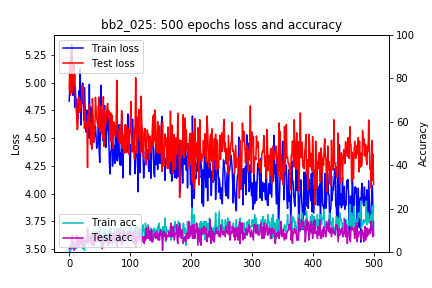 bb2_025: 500 epochs loss and accuracy
Train loss
Test loss
Train acc
Test acc
Loss
5.25
5.00
4.75
4.50
4.25
4.00
3.75
3.50
Accuracy
100
80
60
40
20
0
0
100
200
300
400
500